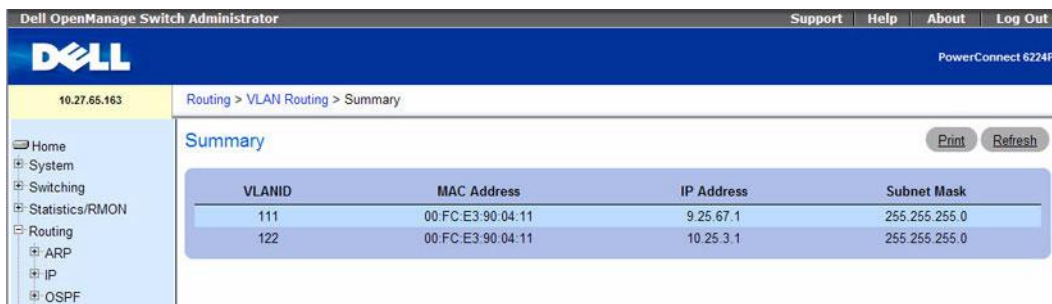 Dell OpenManage Switch Administrator Support Help About Log Out
DELL
PowerConnect 6224P
10.27.65.163 Routing > VLAN Routing > Summary
Home
System
Switching
Statistics/RMON
Routing
ARP
IP
OSPF
Summary Print Refresh
VLANID MAC Address IP Address Subnet Mask
111 00:FC:E3:90:04:11 9.25.67.1 255.255.255.0
122 00:FC:E3:90:04:11 10.25.3.1 255.255.255.0